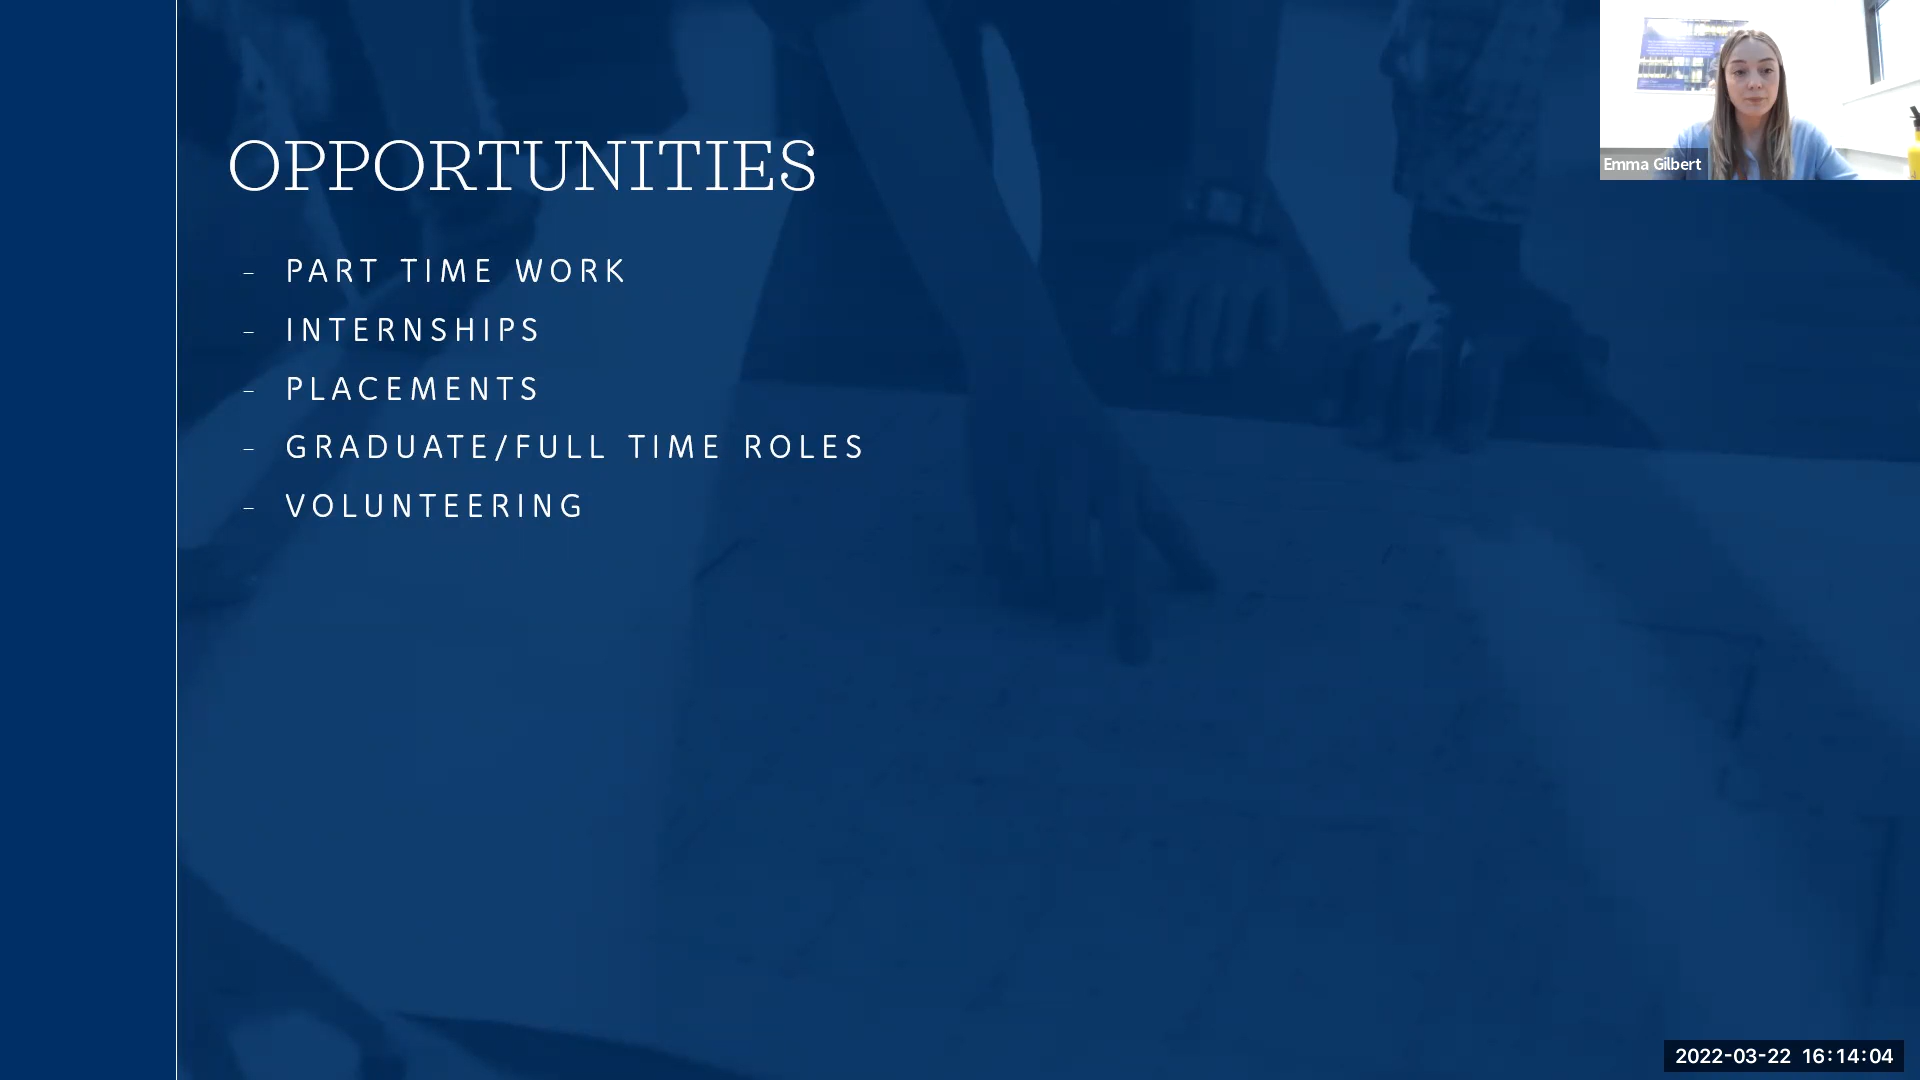 OPPORTUNITIES
- PART TIME WORK
- INTERNSHIPS
- PLACEMENTS
- GRADUATE/FULL TIME ROLES
- VOLUNTEERING
Emma Gilbert
2022-03-22 16:14:04